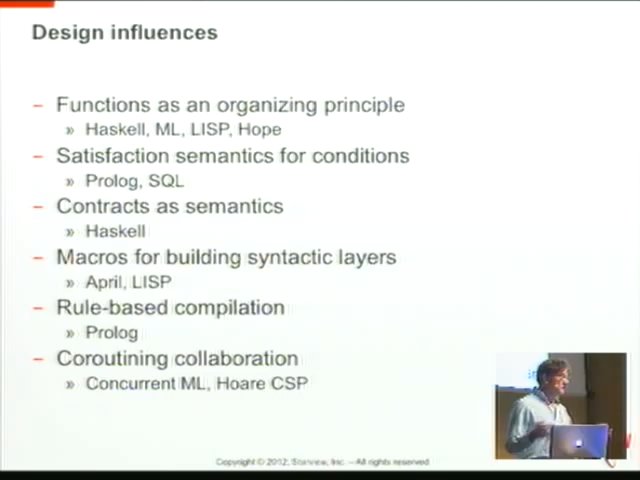 Design influences
– Functions as an organizing principle
» Haskell, ML, LISP, Hope
– Satisfaction semantics for conditions
» Prolog, SQL
– Contracts as semantics
» Haskell
– Macros for building syntactic layers
» April, LISP
– Rule-based compilation
» Prolog
– Coroutining collaboration
» Concurrent ML, Hoare CSP
Copyright © 2012, Starview, Inc. – All rights reserved